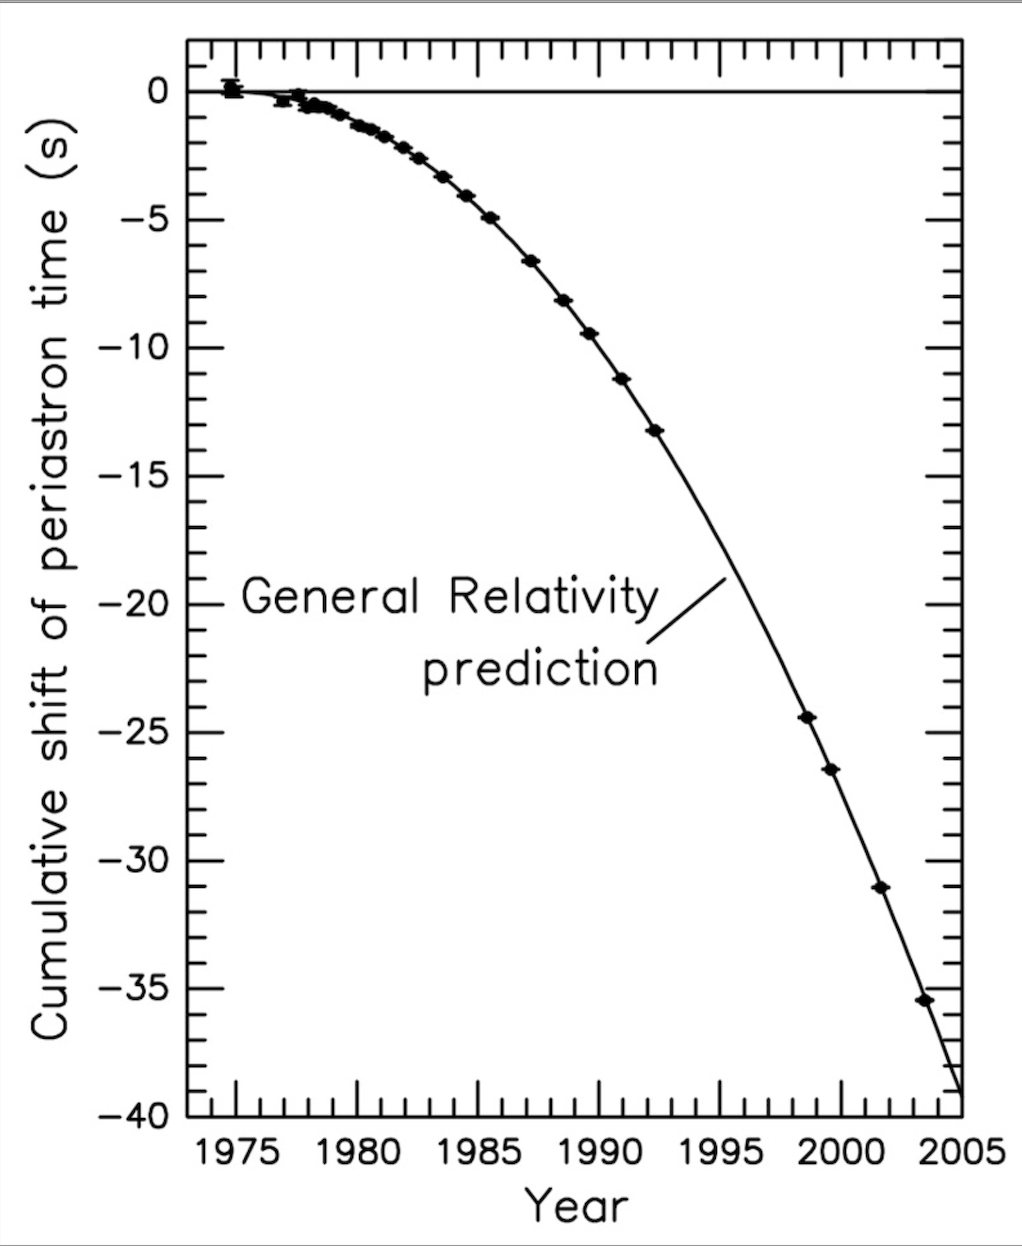 Cumulative shift of periastron time (s)
0
−5
−10
−15
−20
−25
−30
−35
−40
General Relativity
prediction
1975 1980 1985 1990 1995 2000 2005
Year